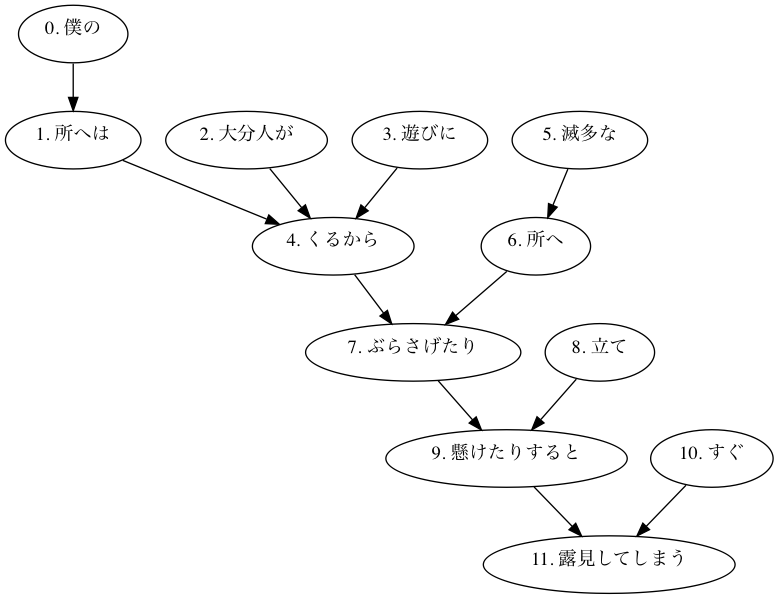 0. 僕の
1. 所へは
2. 大分人が
3. 遊びに
5. 滅多な
4. くるから
6. 所へ
7. ぶらさげたり
8. 立て
9. 懸けたりすると
10. すぐ
11. 露見してしまう